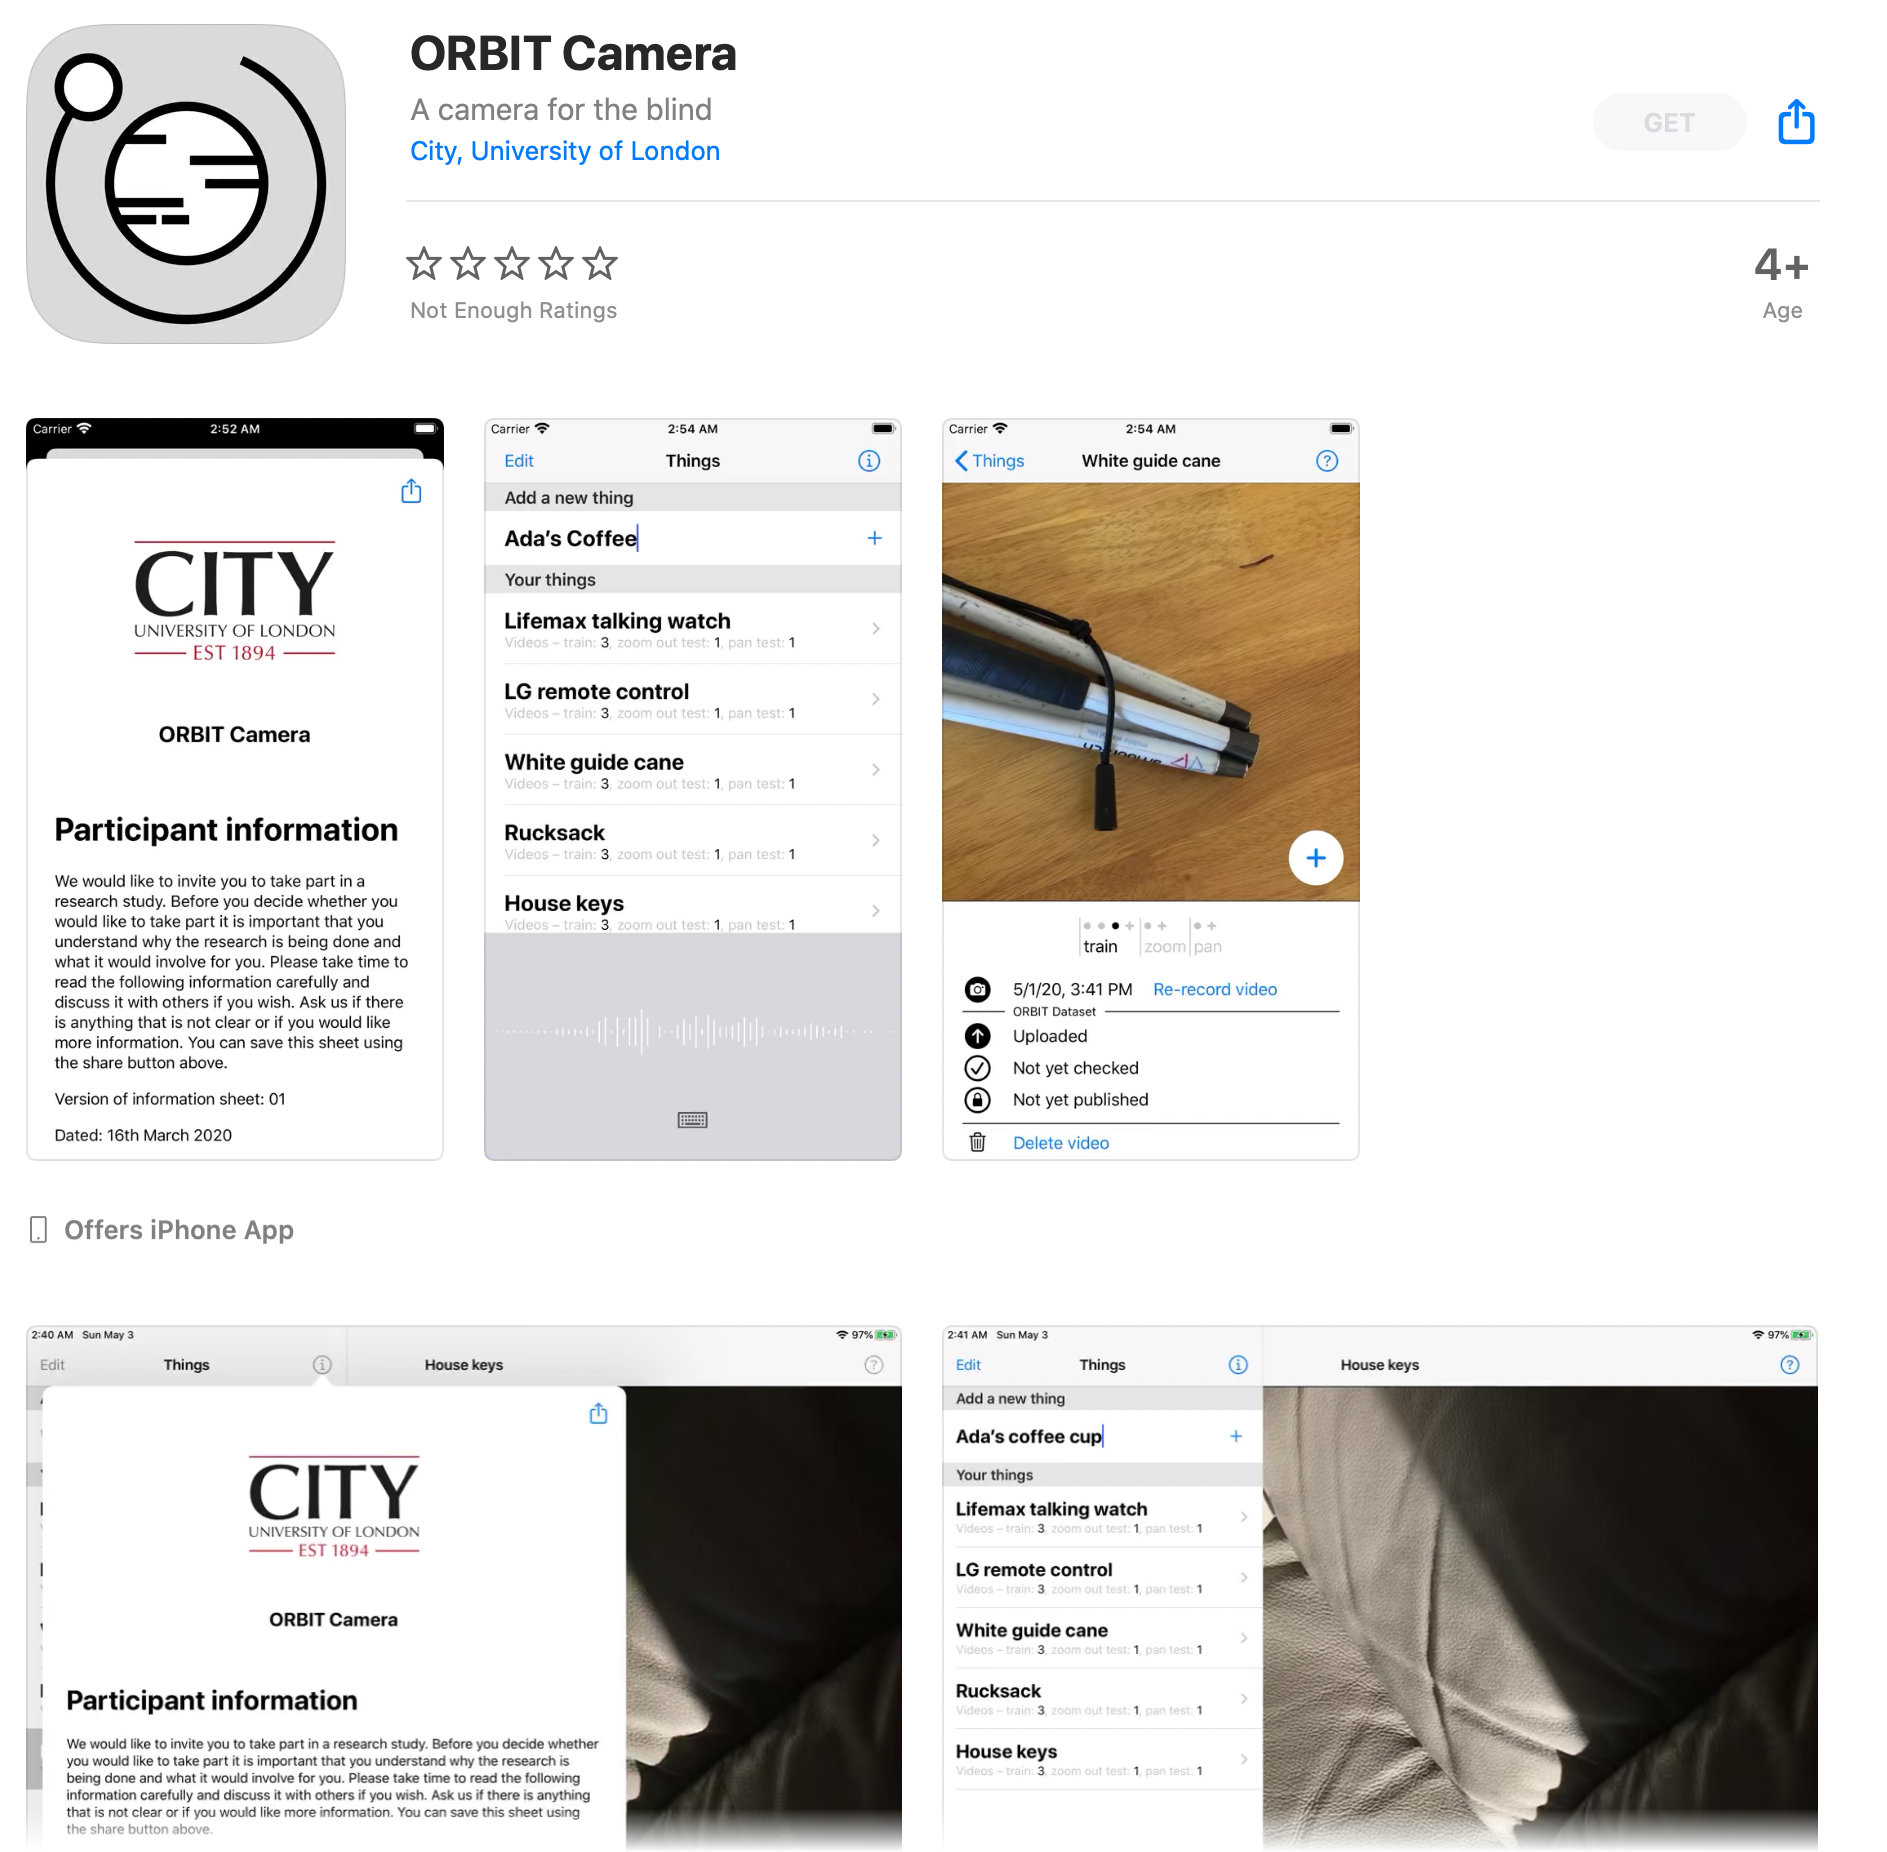 ORBIT Camera
A camera for the blind
City, University of London
GET
Not Enough Ratings
4+
Age
Carrier 2:52 AM
CITY
UNIVERSITY OF LONDON
EST 1894
ORBIT Camera
Participant information
We would like to invite you to take part in a
research study. Before you decide whether you
would like to take part it is important that you
understand why the research is being done and
what it would involve for you. Please take time to
read the following information carefully and
discuss it with others if you wish. Ask us if there
is anything that is not clear or if you would like
more information. You can save this sheet using
the share button above.
Version of information sheet: 01
Dated: 16th March 2020
Carrier 2:54 AM
Edit Things
Add a new thing
Ada's Coffee +
Your things
Lifemax talking watch
Videos – train: 3, zoom out test: 1, pan test: 1
LG remote control
Videos – train: 3, zoom out test: 1, pan test: 1
White guide cane
Videos – train: 3, zoom out test: 1, pan test: 1
Rucksack
Videos – train: 3, zoom out test: 1, pan test: 1
House keys
Videos – train: 3, zoom out test: 1, pan test: 1
Carrier 2:54 AM
Things White guide cane ?
+
train zoom pan
5/1/20, 3:41 PM Re-record video
ORBIT Dataset
Uploaded
Not yet checked
Not yet published
Delete video
Offers iPhone App
2:40 AM Sun May 3 97%
Edit Things House keys ?
CITY
UNIVERSITY OF LONDON
EST 1894
ORBIT Camera
Participant information
We would like to invite you to take part in a research study. Before you decide whether
you would like to take part it is important that you understand why the research is
being done and what it would involve for you. Please take time to read the following
information carefully and discuss it with others if you wish. Ask us if there is anything
that is not clear or if you would like more information. You can save this sheet using
the share button above.
2:41 AM Sun May 3 97%
Edit Things House keys ?
Add a new thing
Ada's coffee cup +
Your things
Lifemax talking watch
Videos – train: 3, zoom out test: 1, pan test: 1
LG remote control
Videos – train: 3, zoom out test: 1, pan test: 1
White guide cane
Videos – train: 3, zoom out test: 1, pan test: 1
Rucksack
Videos – train: 3, zoom out test: 1, pan test: 1
House keys
Videos – train: 3, zoom out test: 1, pan test: 1